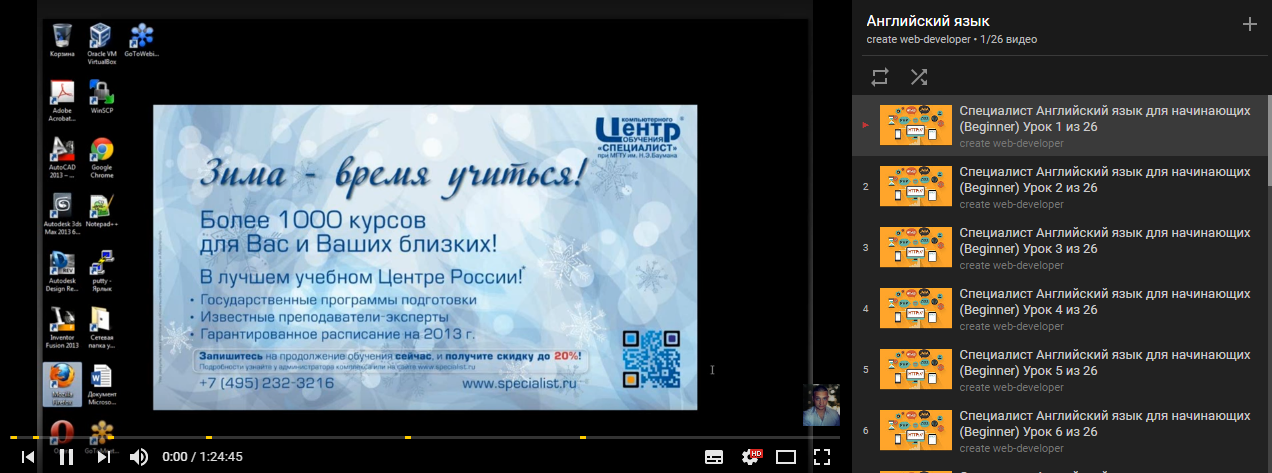 Корзина
Oracle VM
VirtualBox
GoToWebi...
Adobe
Acrobat...
WinSCP
AutoCAD
2013 – ...
Google
Chrome
Autodesk 3ds
Max 2013 6...
Notepad++
Autodesk
Design Re...
putty -
Ярлык
Inventor
Fusion 2013
Сетевая
папка у...
Mozilla
Firefox
Документ
Microso...
компьютерного
Центр
ОБУЧЕНИЯ
«СПЕЦИАЛИСТ»
при МГТУ им. Н.Э.Баумана
Зима - время учиться!
Более 1000 курсов
для Вас и Ваших близких!
В лучшем учебном Центре России!*
• Государственные программы подготовки
• Известные преподаватели-эксперты
• Гарантированное расписание на 2013 г.
Запишитесь на продолжение обучения сейчас, и получите скидку до 20%!
Подробности узнайте у администратора комплекса или на сайте www.specialist.ru
+7 (495) 232-3216
www.specialist.ru
0:00 / 1:24:45
HD
Английский язык
create web-developer • 1/26 видео
Специалист Английский язык для начинающих
(Beginner) Урок 1 из 26
create web-developer
2
Специалист Английский язык для начинающих
(Beginner) Урок 2 из 26
create web-developer
3
Специалист Английский язык для начинающих
(Beginner) Урок 3 из 26
create web-developer
4
Специалист Английский язык для начинающих
(Beginner) Урок 4 из 26
create web-developer
5
Специалист Английский язык для начинающих
(Beginner) Урок 5 из 26
create web-developer
6
Специалист Английский язык для начинающих
(Beginner) Урок 6 из 26
create web-developer